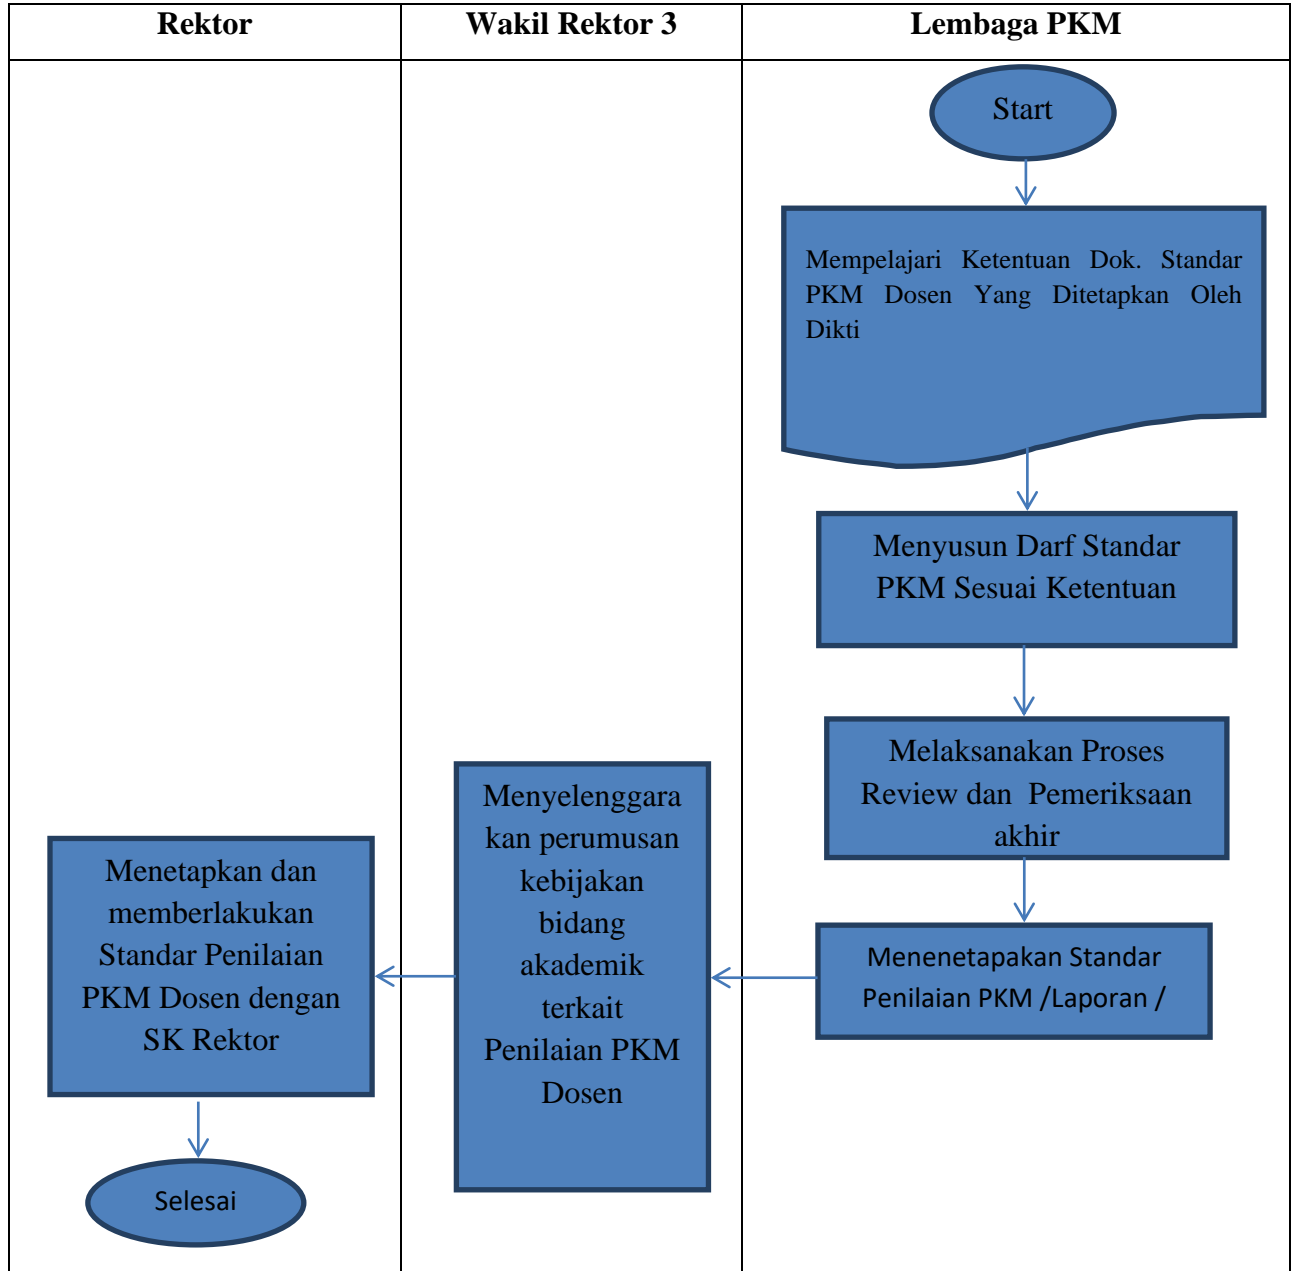 Rektor
Wakil Rektor 3
Lembaga PKM
Start
Mempelajari Ketentuan Dok. Standar
PKM Dosen Yang Ditetapkan Oleh
Dikti
Menyusun Darf Standar
PKM Sesuai Ketentuan
Melaksanakan Proses
Review dan Pemeriksaan
akhir
Menenetapakan Standar
Penilaian PKM /Laporan /
Menyelenggara
kan perumusan
kebijakan
bidang
akademik
terkait
Penilaian PKM
Dosen
Menetapkan dan
memberlakukan
Standar Penilaian
PKM Dosen dengan
SK Rektor
Selesai